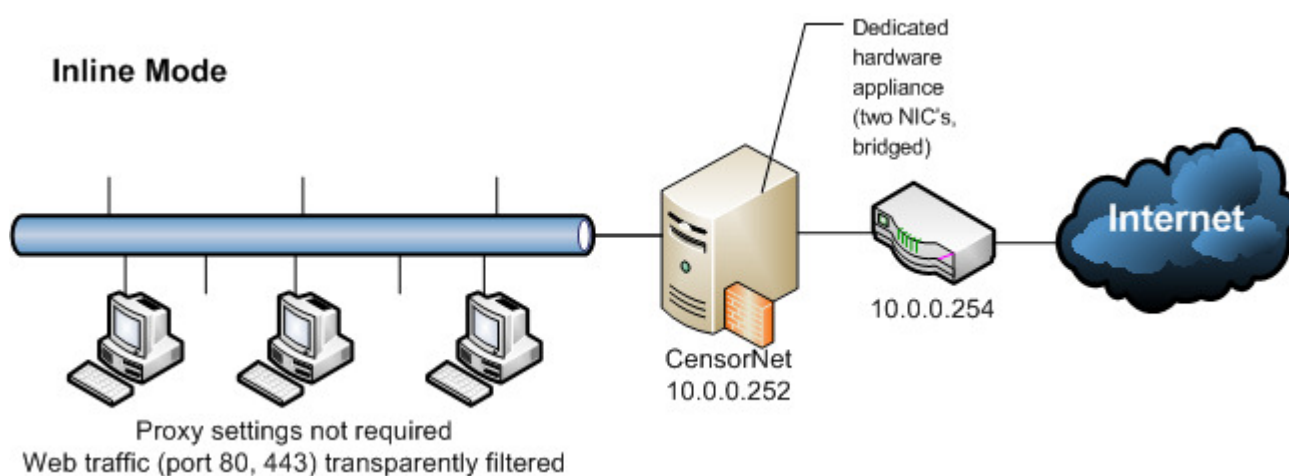 Inline Mode
Dedicated
hardware
appliance
(two NIC's,
bridged)
Internet
10.0.0.254
CensorNet
10.0.0.252
Proxy settings not required
Web traffic (port 80, 443) transparently filtered